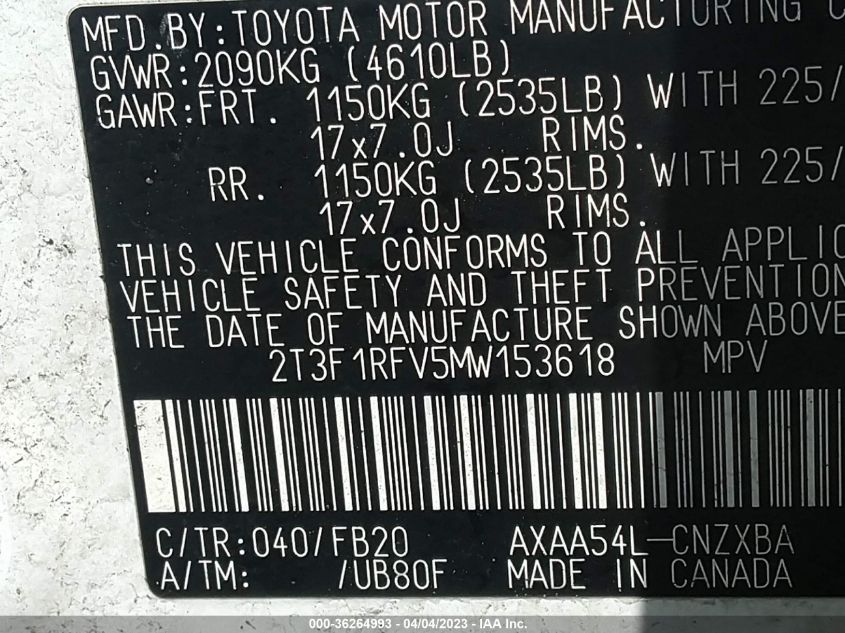 MFD.BY:TOYOTA MOTOR MANUFACTURING C
GVWR:2090KG (4610LB)
GAWR:FRT. 1150KG (2535LB) WITH 225/
17x7.0J RIMS.
RR. 1150KG (2535LB) WITH 225/
17x7.0J RIMS.
THIS VEHICLE CONFORMS TO ALL APPLIC
VEHICLE SAFETY AND THEFT PREVENTION
THE DATE OF MANUFACTURE SHOWN ABOVE
2T3F1RFV5MW153618 MPV
C/TR:040/FB20 AXAA54L-CNZXBA
A/TM: /UB80F MADE IN CANADA
000-36264993 - 04/04/2023 - IAA Inc.